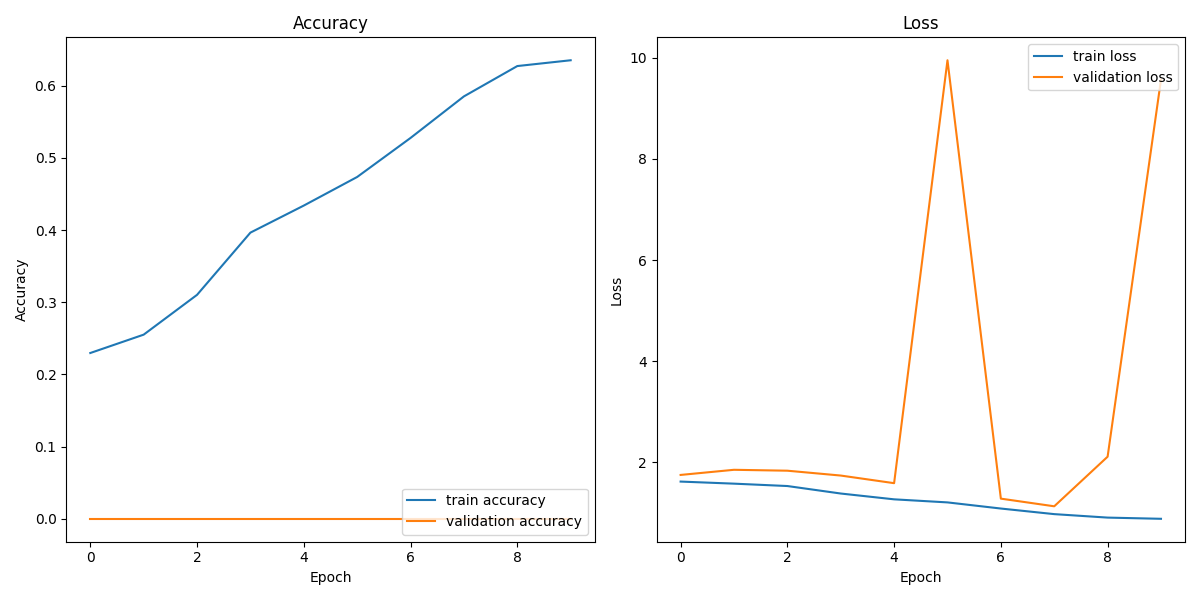 Accuracy
Accuracy
0.6
0.5
0.4
0.3
0.2
0.1
0.0
0 2 4 6 8
Epoch
train accuracy
validation accuracy
Loss
Loss
10
8
6
4
2
0 2 4 6 8
Epoch
train loss
validation loss